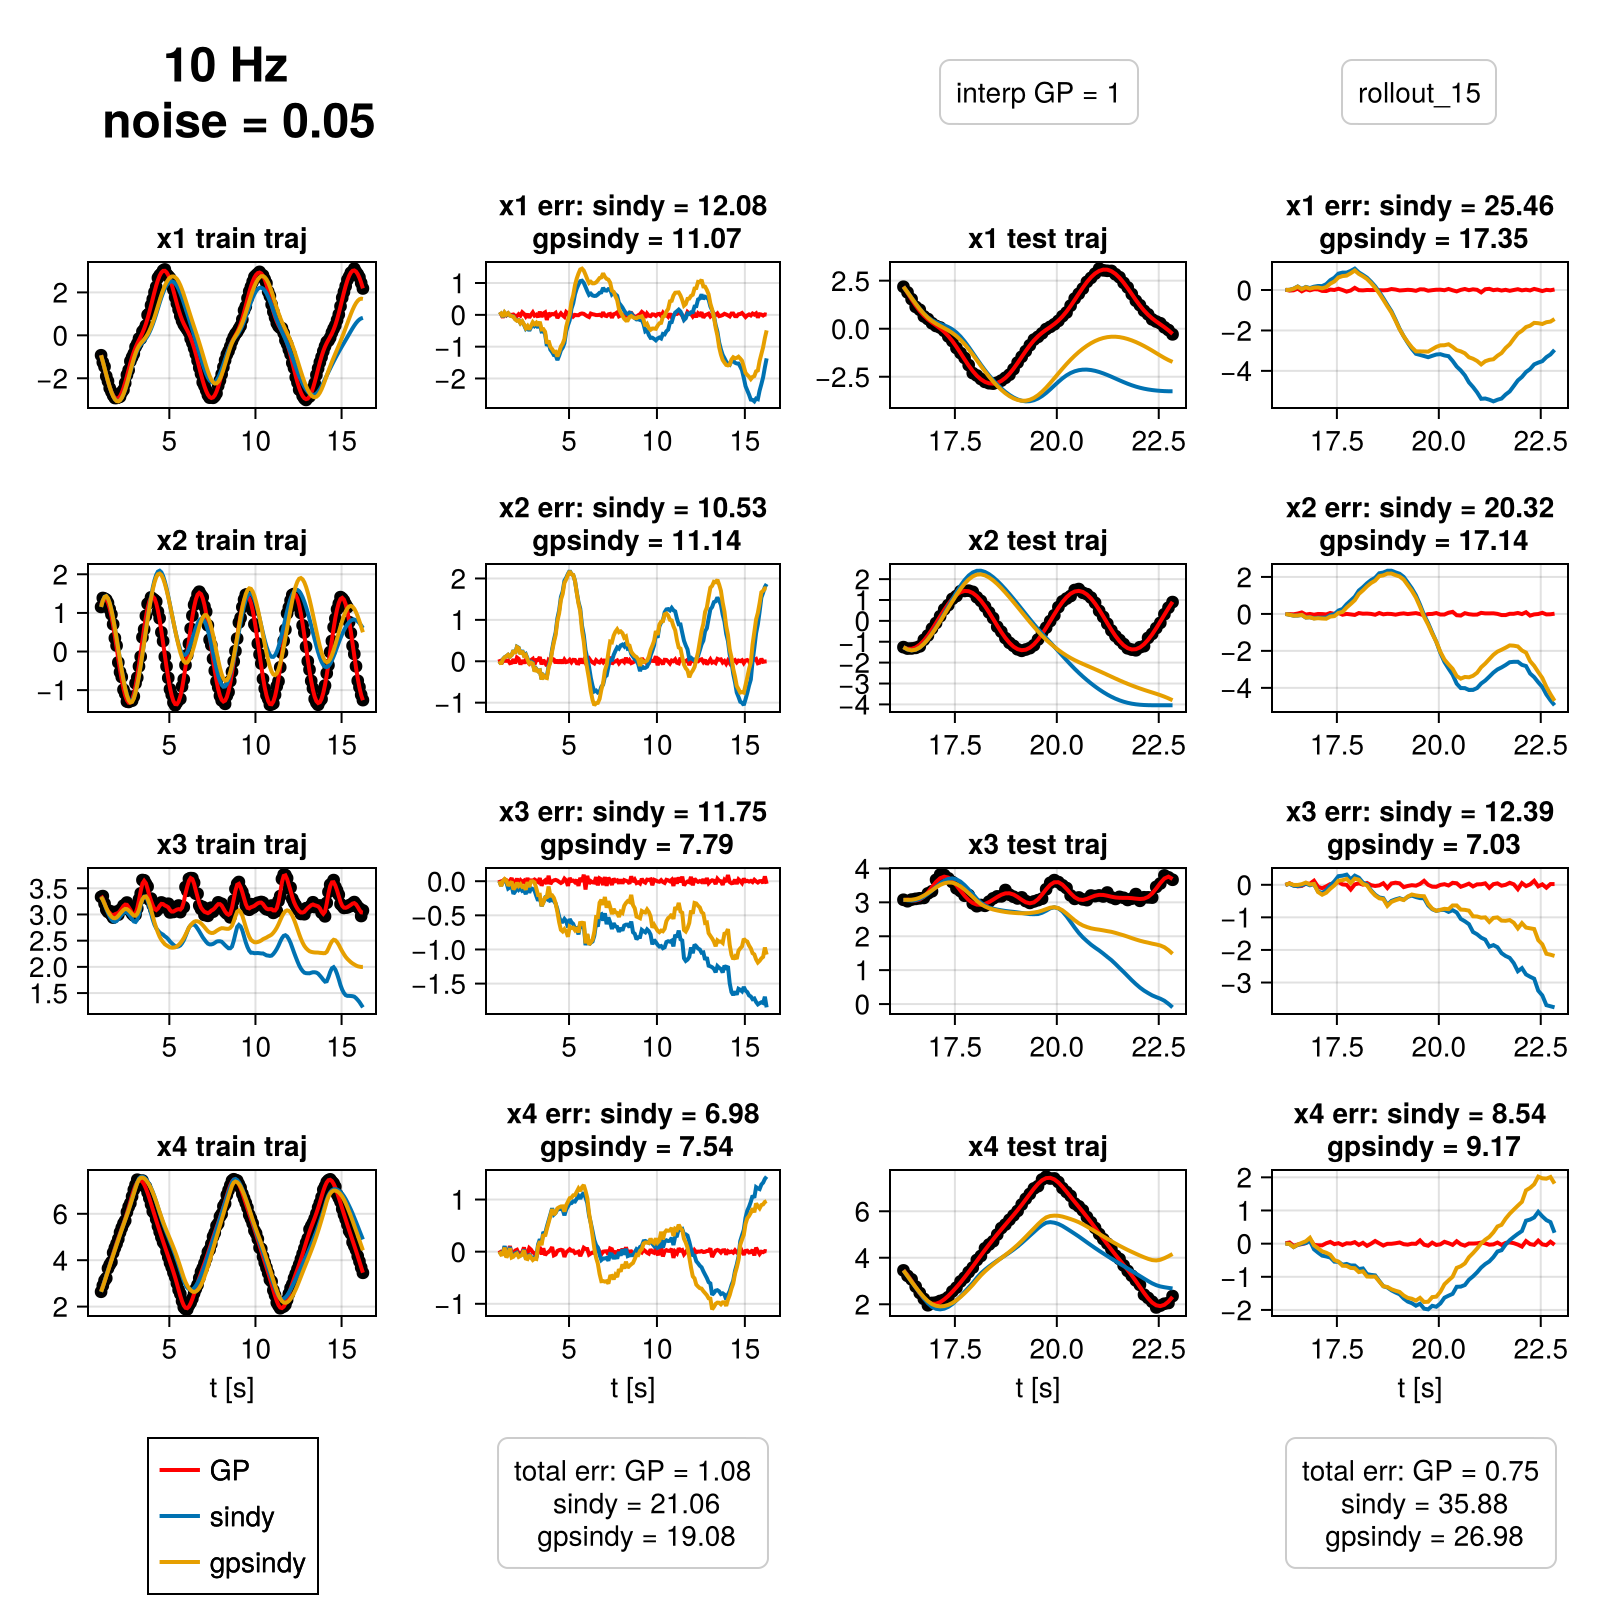 10 Hz
noise = 0.05
interp GP = 1
rollout_15
x1 train traj
2
0
−2
5
10
15
x1 err: sindy = 12.08
gpsindy = 11.07
1
0
−1
−2
5
10
15
x1 test traj
2.5
0.0
−2.5
17.5
20.0
22.5
x1 err: sindy = 25.46
gpsindy = 17.35
0
−2
−4
17.5
20.0
22.5
x2 train traj
2
1
0
−1
5
10
15
x2 err: sindy = 10.53
gpsindy = 11.14
2
1
0
−1
5
10
15
x2 test traj
2
1
0
−1
−2
−3
−4
17.5
20.0
22.5
x2 err: sindy = 20.32
gpsindy = 17.14
2
0
−2
−4
17.5
20.0
22.5
x3 train traj
3.5
3.0
2.5
2.0
1.5
5
10
15
x3 err: sindy = 11.75
gpsindy = 7.79
0.0
−0.5
−1.0
−1.5
5
10
15
x3 test traj
4
3
2
1
0
17.5
20.0
22.5
x3 err: sindy = 12.39
gpsindy = 7.03
0
−1
−2
−3
17.5
20.0
22.5
x4 train traj
6
4
2
5
10
15
t [s]
x4 err: sindy = 6.98
gpsindy = 7.54
1
0
−1
5
10
15
t [s]
x4 test traj
6
4
2
17.5
20.0
22.5
t [s]
x4 err: sindy = 8.54
gpsindy = 9.17
2
1
0
−1
−2
17.5
20.0
22.5
t [s]
GP
sindy
gpsindy
total err: GP = 1.08
sindy = 21.06
gpsindy = 19.08
total err: GP = 0.75
sindy = 35.88
gpsindy = 26.98